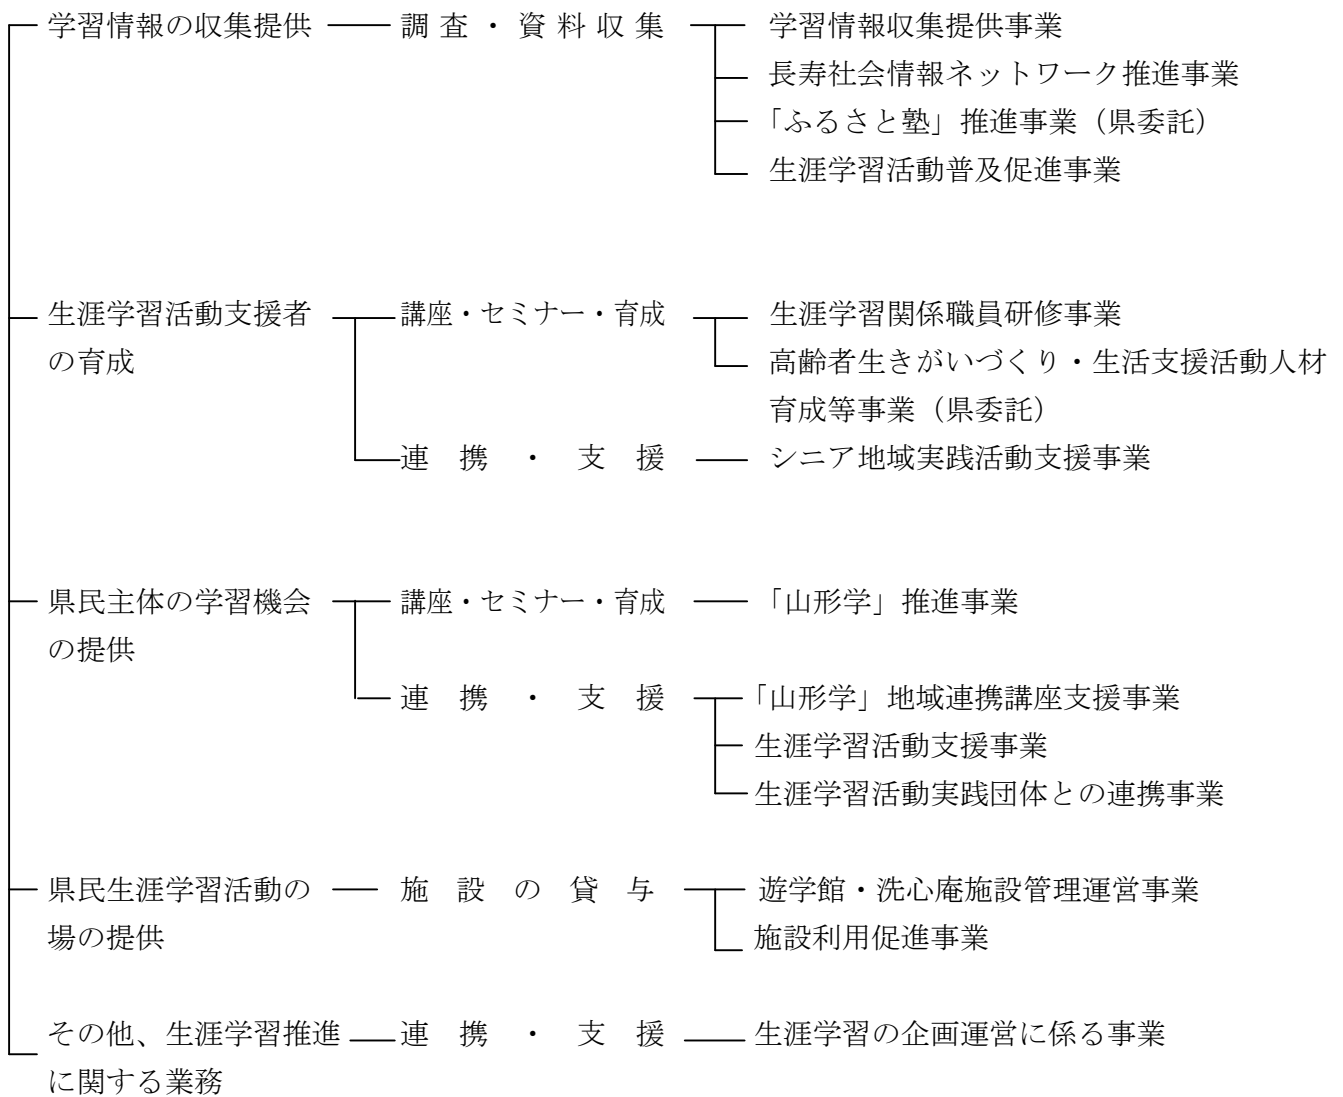 学習情報の収集提供 調査・資料収集 学習情報収集提供事業
長寿社会情報ネットワーク推進事業
「ふるさと塾」推進事業（県委託）
生涯学習活動普及促進事業
生涯学習活動支援者 講座・セミナー・育成 生涯学習関係職員研修事業
の育成 高齢者生きがいづくり・生活支援活動人材
育成等事業（県委託）
連携・支援 シニア地域実践活動支援事業
県民主体の学習機会 講座・セミナー・育成 「山形学」推進事業
の提供
連携・支援 「山形学」地域連携講座支援事業
生涯学習活動支援事業
生涯学習活動実践団体との連携事業
県民生涯学習活動の 施設の貸与 遊学館・洗心庵施設管理運営事業
場の提供 施設利用促進事業
その他、生涯学習推進 連携・支援 生涯学習の企画運営に係る事業
に関する業務